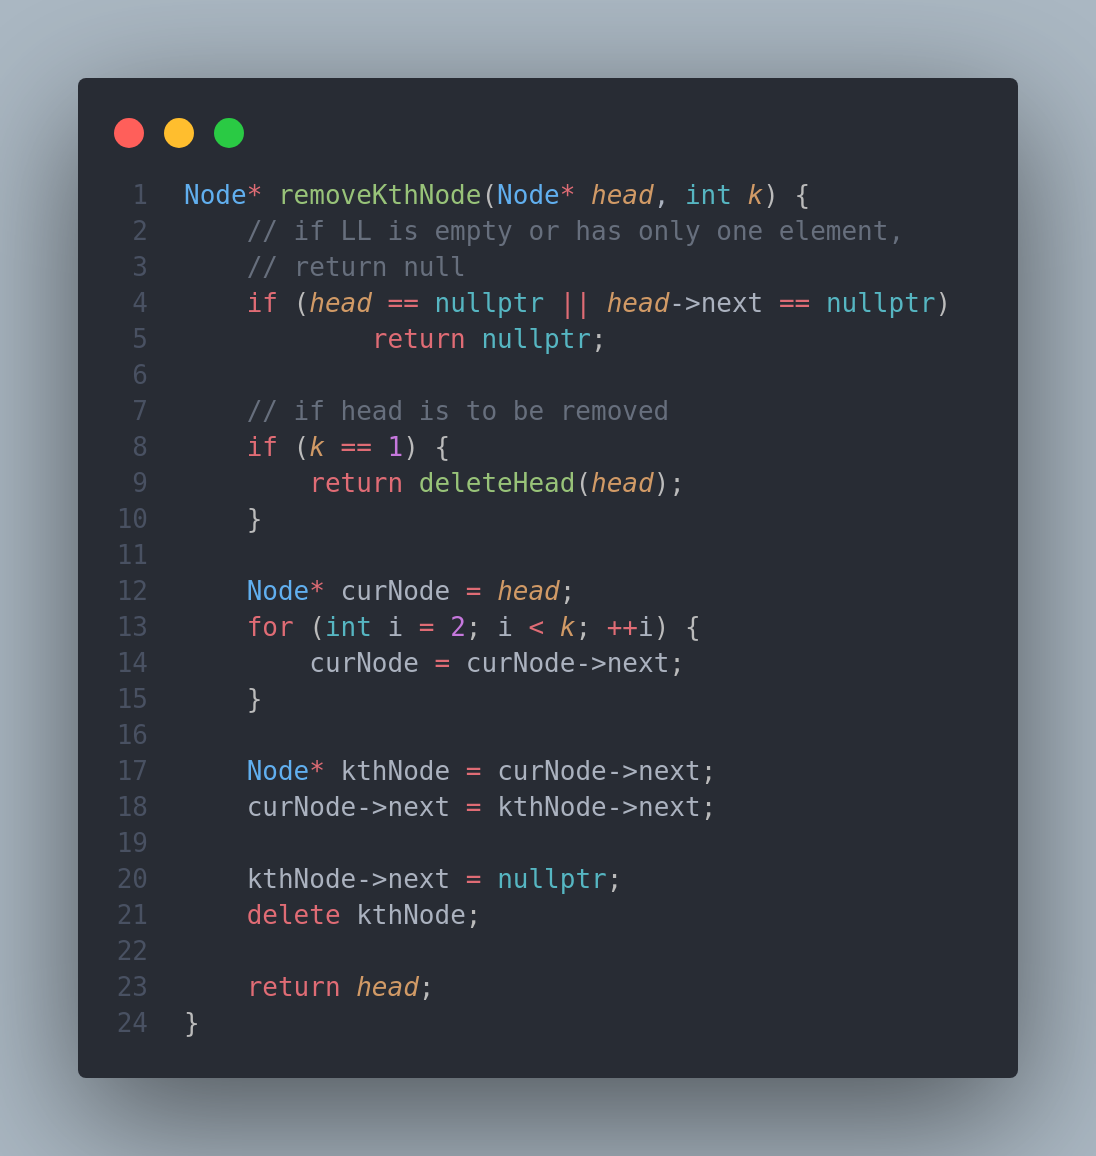 1 Node* removeKthNode(Node* head, int k) {
2     // if LL is empty or has only one element,
3     // return null
4     if (head == nullptr || head->next == nullptr)
5             return nullptr;
6
7     // if head is to be removed
8     if (k == 1) {
9         return deleteHead(head);
10     }
11
12     Node* curNode = head;
13     for (int i = 2; i < k; ++i) {
14         curNode = curNode->next;
15     }
16
17     Node* kthNode = curNode->next;
18     curNode->next = kthNode->next;
19
20     kthNode->next = nullptr;
21     delete kthNode;
22
23     return head;
24 }